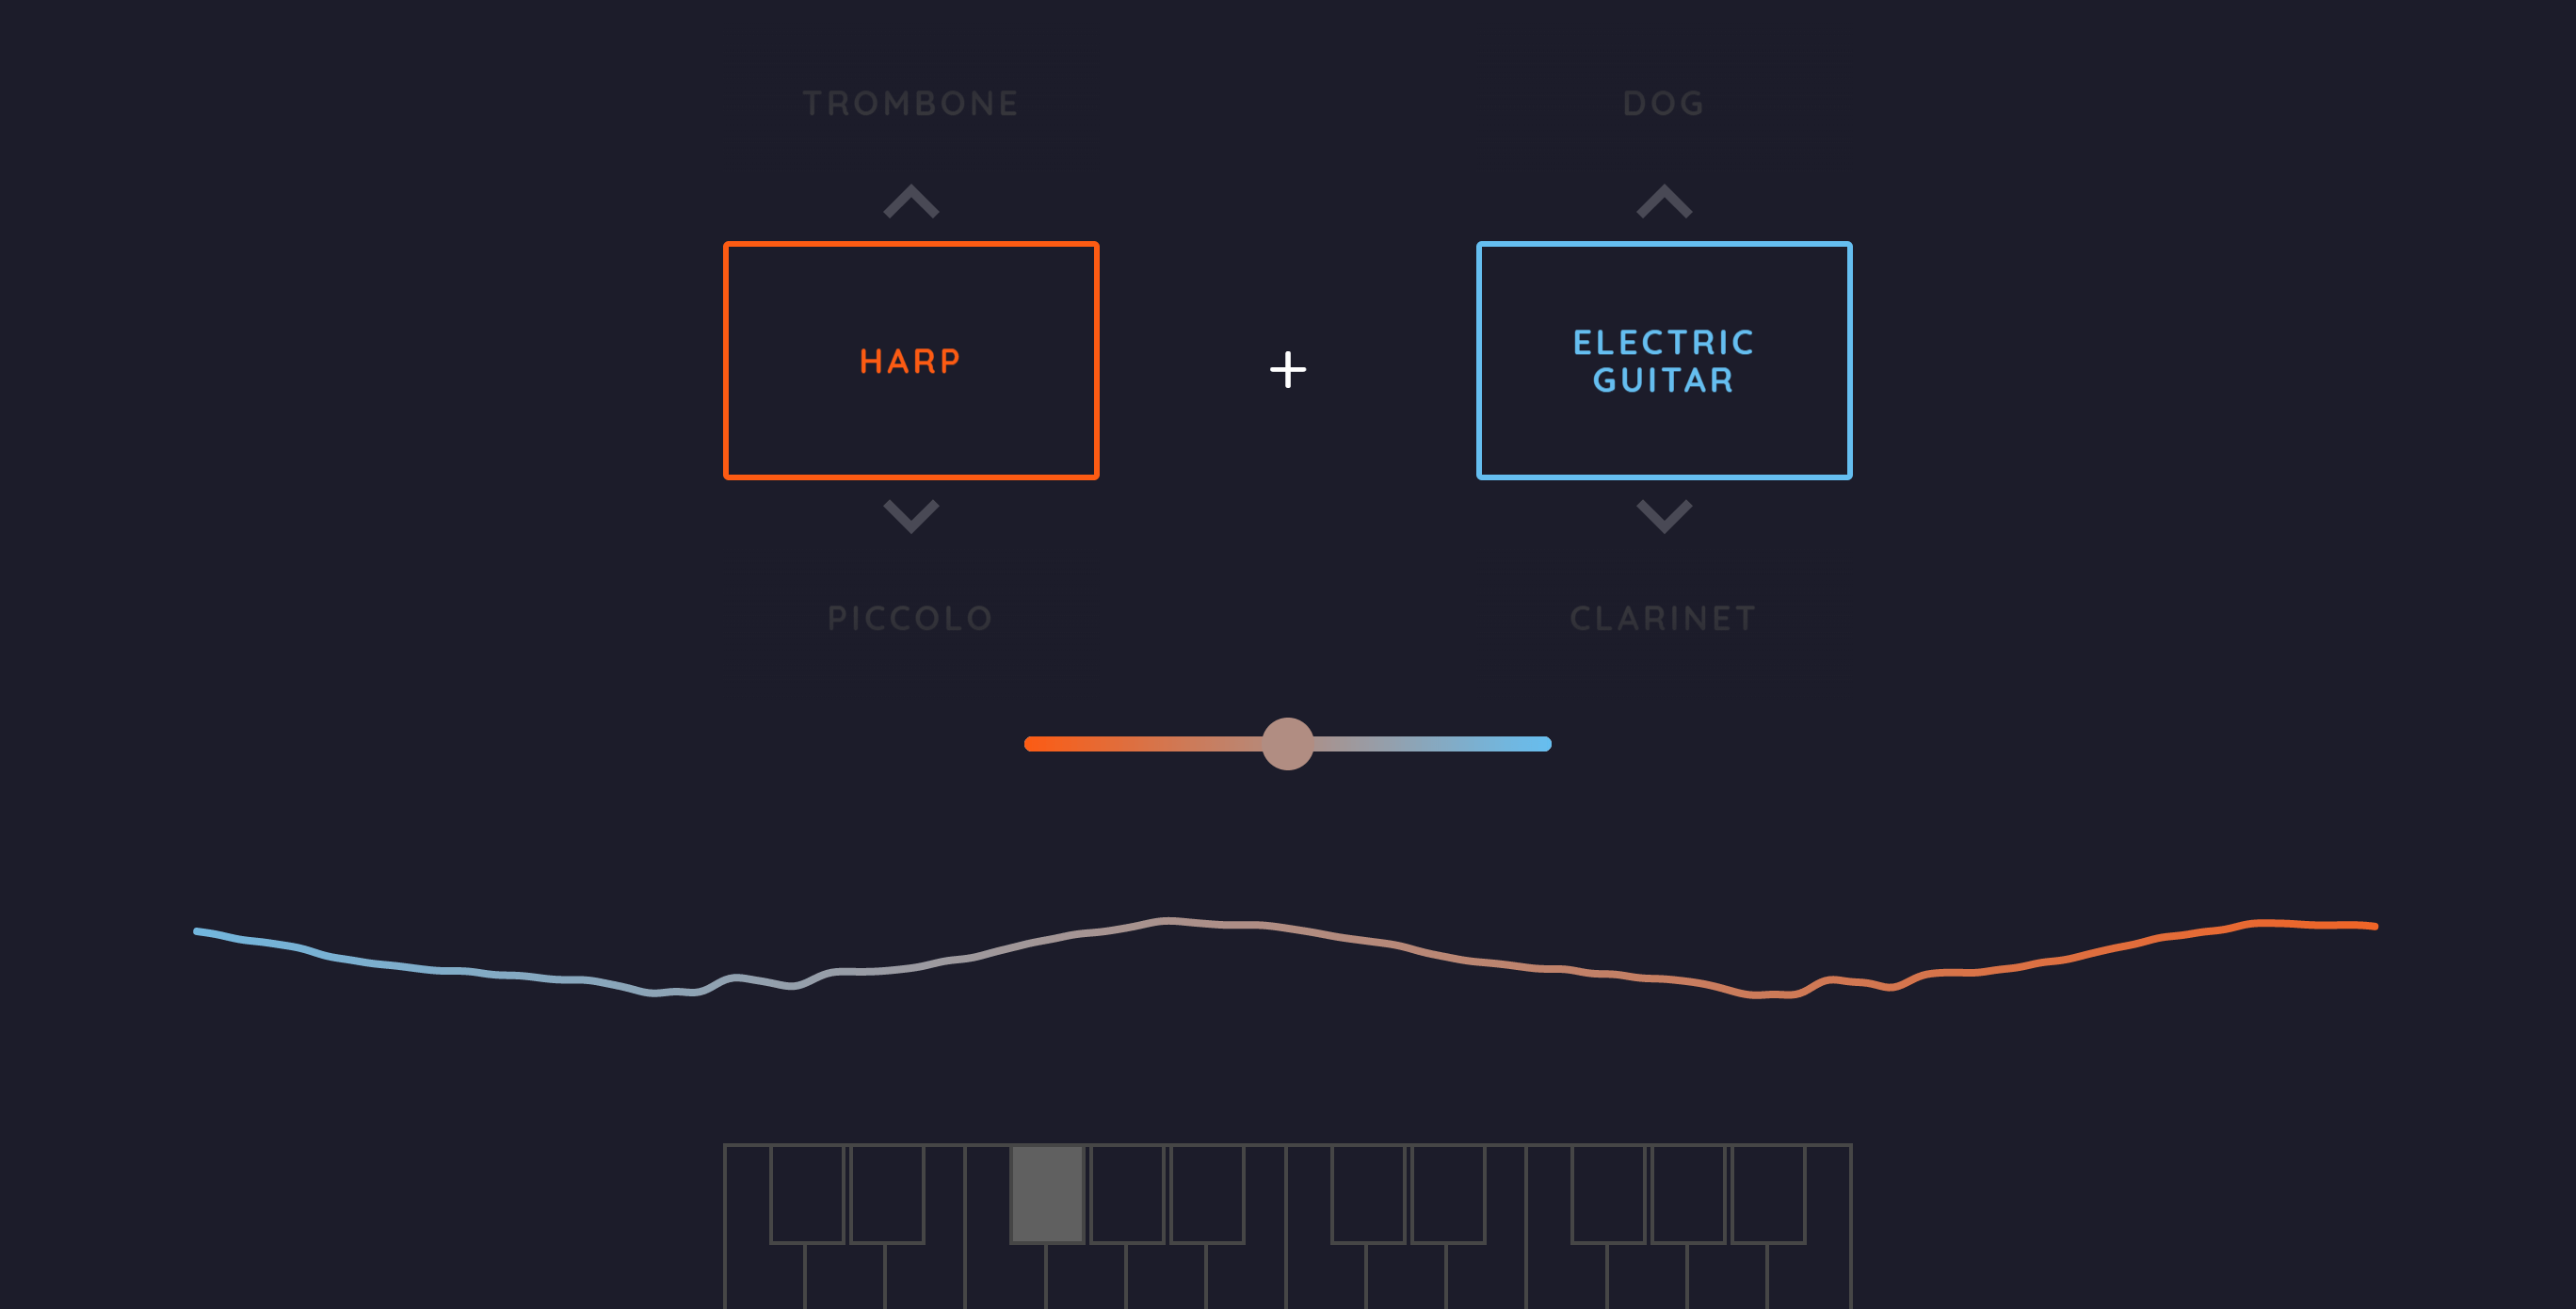 TROMBONE
DOG
HARP
+
ELECTRIC
GUITAR
PICCOLO
CLARINET